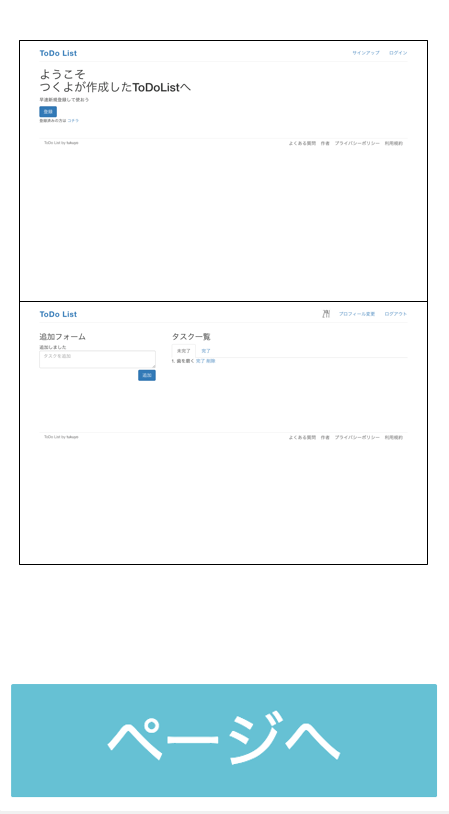 ToDo List
サインアップ ログイン
ようこそ
つくよが作成したToDoListへ
早速新規登録して使おう
登録
登録済みの方は コチラ
ToDo List by tukuyo
よくある質問 作者 プライバシーポリシー 利用規約
ToDo List
プロフィール変更 ログアウト
追加フォーム
追加しました
タスクを追加
追加
タスク一覧
未完了 完了
1. 歯を磨く 完了 削除
ToDo List by tukuyo
よくある質問 作者 プライバシーポリシー 利用規約
ページへ